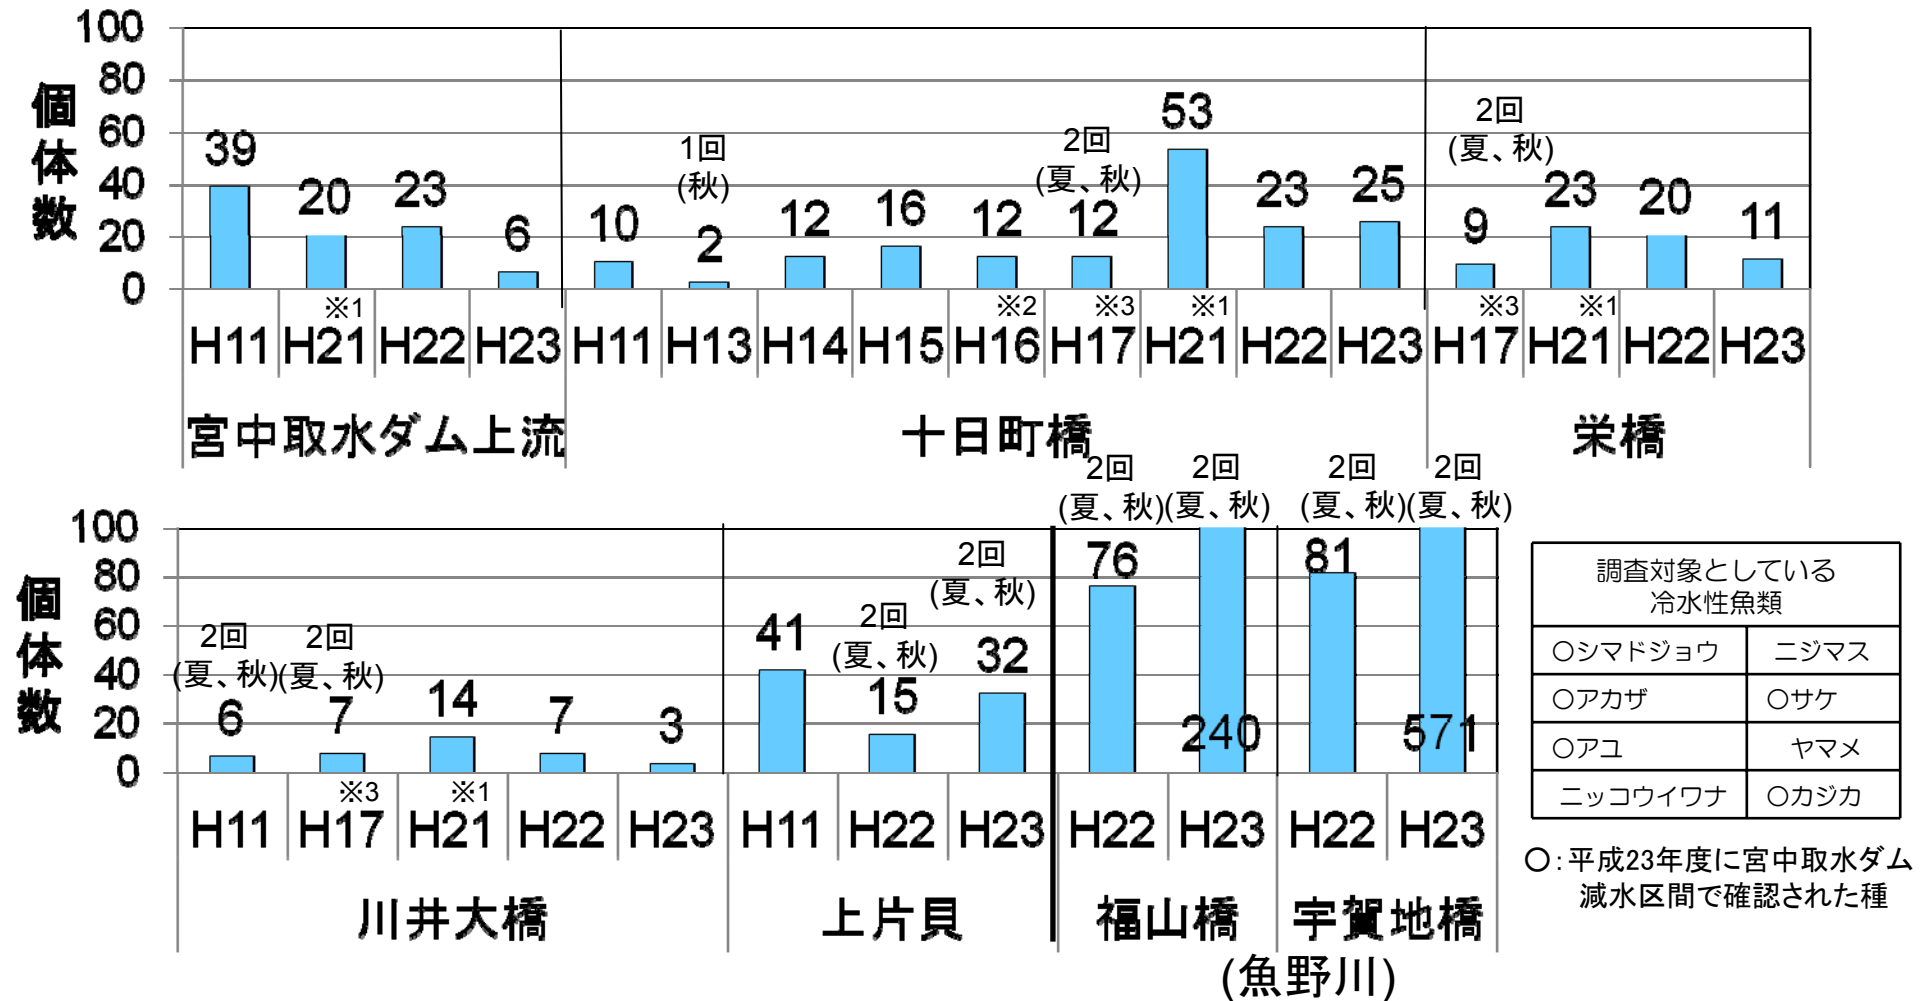 個体数
100
80
60
40
20
0
39
20
23
6
10
1回
(秋)
2
12
16
12
2回
(夏、秋)
12
53
23
25
2回
(夏、秋)
9
23
20
11
※1
※2
※3
※1
※3
※1
H11 H21 H22 H23 H11 H13 H14 H15 H16 H17 H21 H22 H23 H17 H21 H22 H23
宮中取水ダム上流 十日町橋 栄橋
個体数
100
80
60
40
20
0
2回
(夏、秋)
6
2回
(夏、秋)
7
14
7
3
41
2回
(夏、秋)
15
2回
(夏、秋)
32
2回
(夏、秋)
76
2回
(夏、秋)
240
2回
(夏、秋)
81
2回
(夏、秋)
571
※3
※1
H11 H17 H21 H22 H23 H11 H22 H23 H22 H23 H22 H23
川井大橋 上片貝 福山橋 宇賀地橋
(魚野川)
調査対象としている
冷水性魚類
○シマドジョウ ニジマス
○アカザ ○サケ
○アユ ヤマメ
ニッコウイワナ ○カジカ
○:平成23年度に宮中取水ダム
減水区間で確認された種